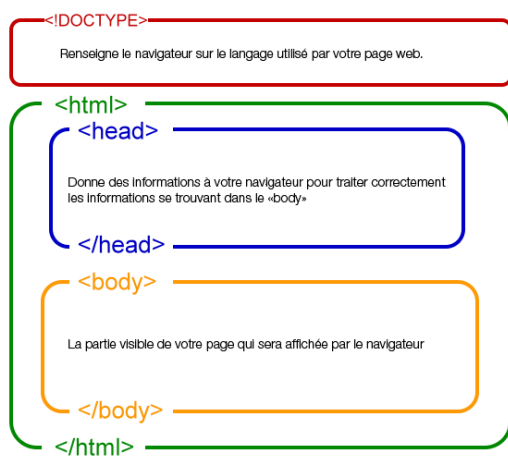 <!DOCTYPE>
Renseigne le navigateur sur le langage utilisé par votre page web.
<html>
<head>
Donne des informations à votre navigateur pour traiter correctement
les informations se trouvant dans le «body»
</head>
<body>
La partie visible de votre page qui sera affichée par le navigateur
</body>
</html>